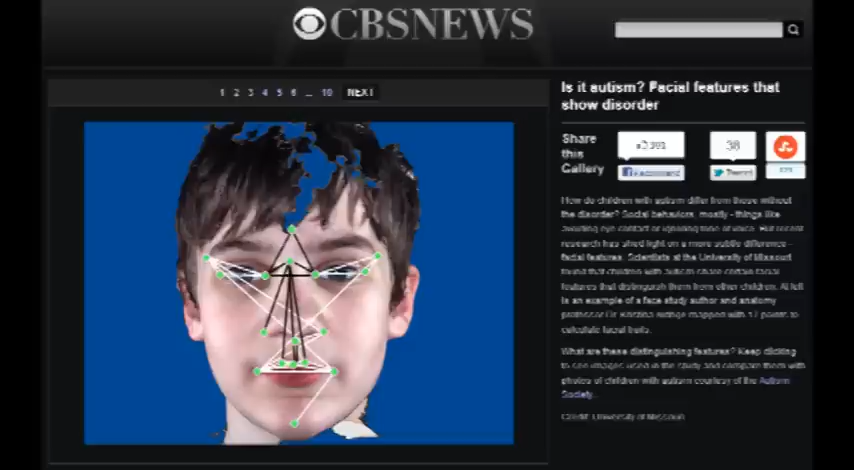 CBSNEWS
1 2 3 4 5 6 ... 10 NEXT
Is it autism? Facial features that
show disorder
Share
this
Gallery
38
Recommend
Tweet
How do children with autism differ from those without
the disorder? Social behaviors, mostly - things like
avoiding eye contact or ignoring tone of voice. But recent
research has shed light on a more subtle difference -
facial features. Scientists at the University of Missouri
found that children with autism share certain facial
features that distinguish them from other children. At left
is an example of a face study author and anatomy
professor Dr. Kristina mapped with 17 points to
calculate facial traits.
What are these distinguishing features? Keep clicking
to see images used in the study and compare them with
photos of children with autism courtesy of the Autism
Society.
Credit: University of Missouri